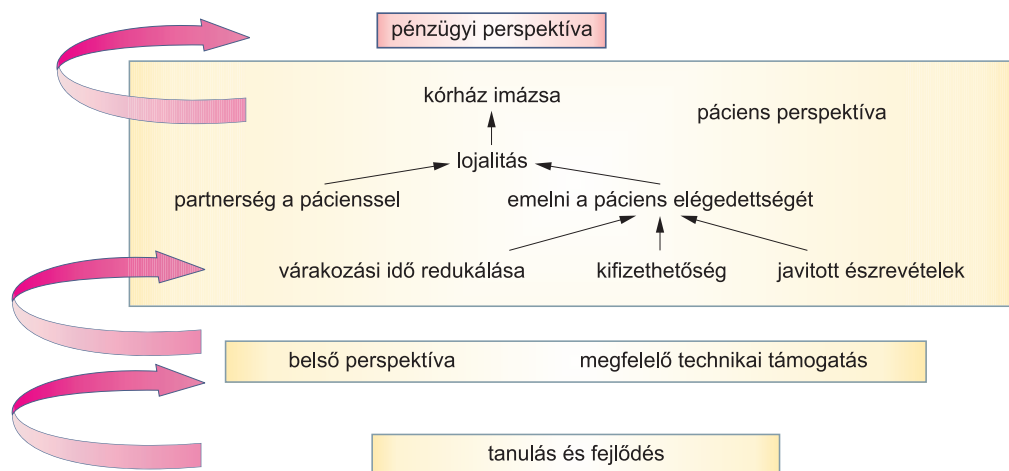 pénzügyi perspektíva
kórház imázsa
páciens perspektíva
lojalitás
partnerség a pácienssel
emelni a páciens elégedettségét
várakozási idő redukálása
kifizethetőség
javitott észrevételek
belső perspektíva
megfelelő technikai támogatás
tanulás és fejlődés